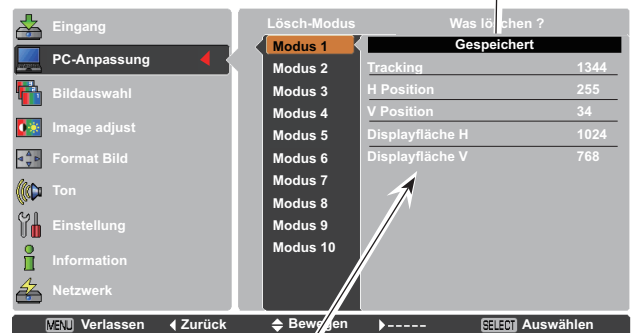 Eingang
PC-Anpassung
Bildauswahl
Image adjust
Format Bild
Ton
Einstellung
Information
Netzwerk
Lösch-Modus
Modus 1
Modus 2
Modus 3
Modus 4
Modus 5
Modus 6
Modus 7
Modus 8
Modus 9
Modus 10
Was löschen ?
Gespeichert
Tracking 1344
H Position 255
V Position 34
Displayfläche H 1024
Displayfläche V 768
MENU Verlassen Zurück Bewegen ----- SELECT Auswählen